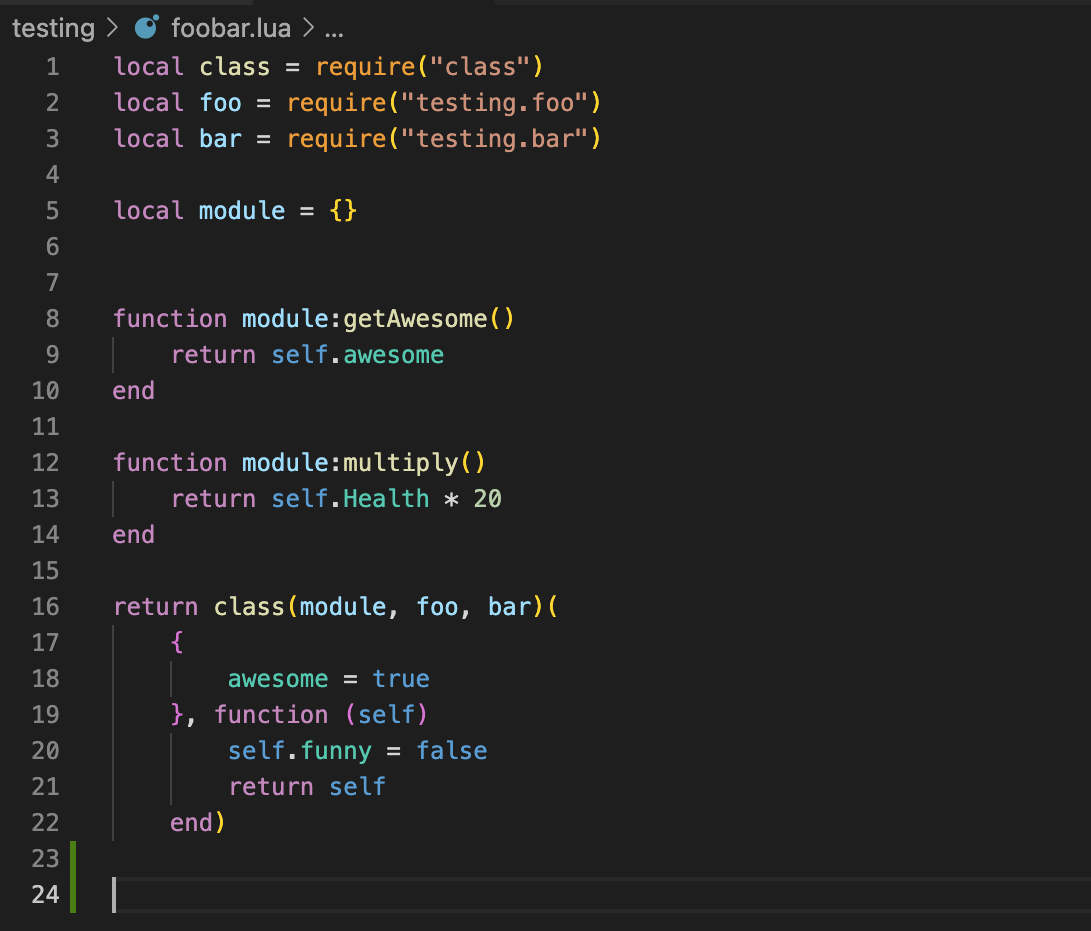 testing > foobar.lua > ...
1 local class = require("class")
2 local foo = require("testing.foo")
3 local bar = require("testing.bar")
4
5 local module = {}
6
7
8 function module:getAwesome()
9     return self.awesome
10 end
11
12 function module:multiply()
13     return self.Health * 20
14 end
15
16 return class(module, foo, bar)(
17     {
18         awesome = true
19     }, function (self)
20         self.funny = false
21         return self
22     end)
23
24